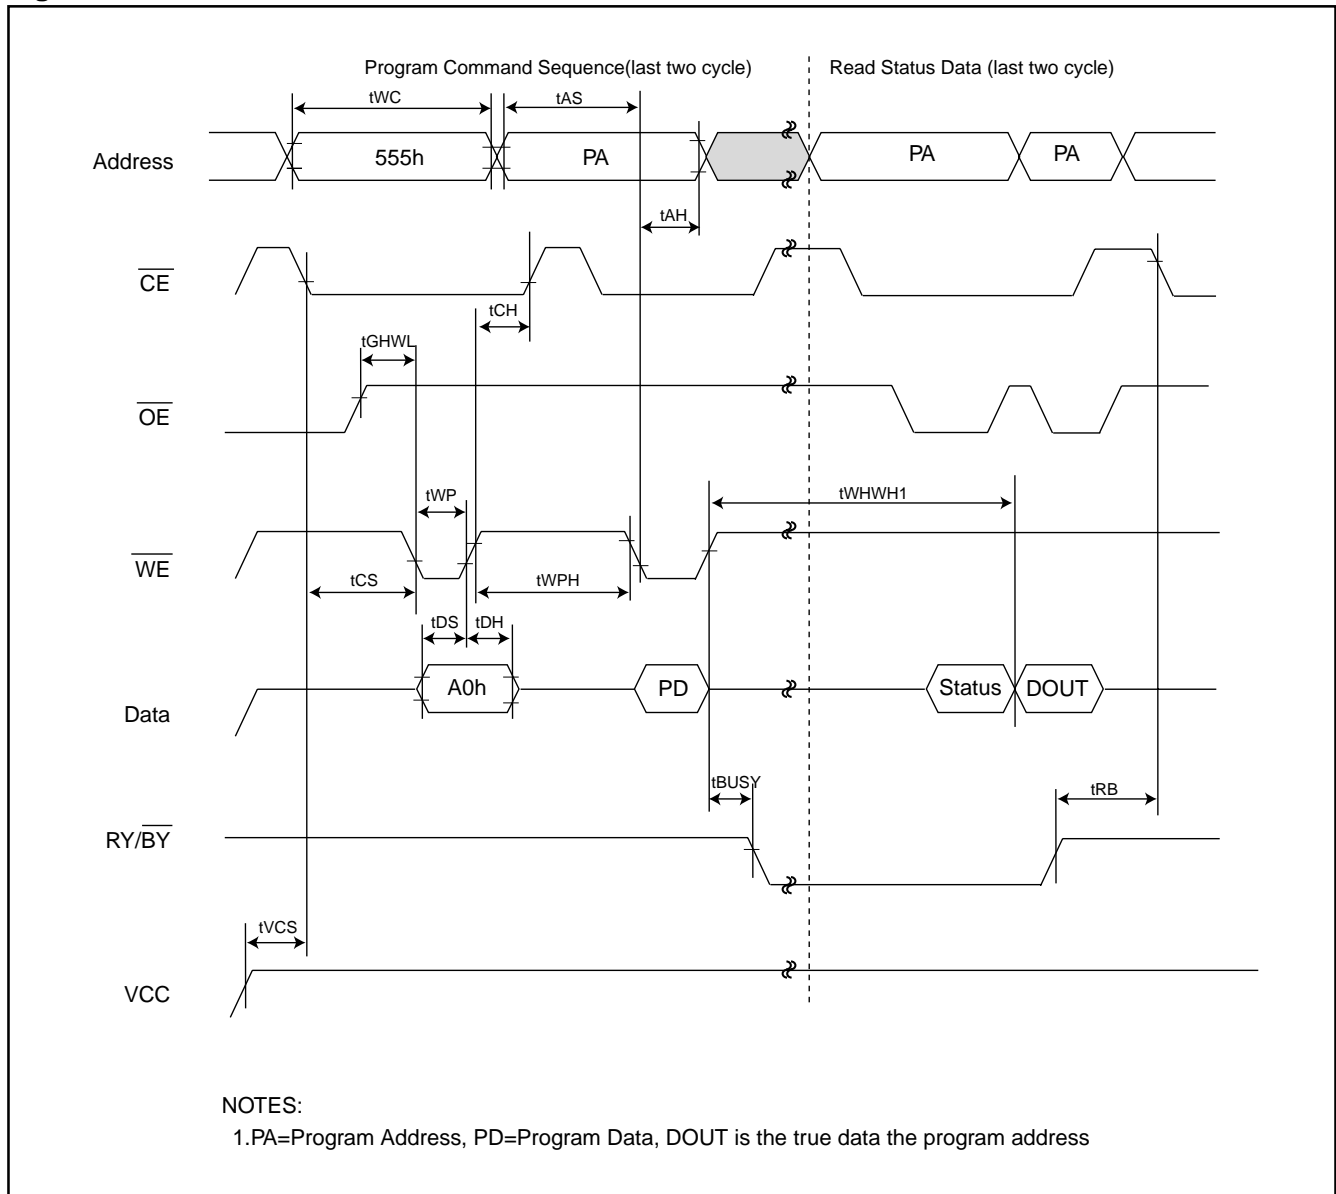 Program Command Sequence(last two cycle)
Read Status Data (last two cycle)
tWC
tAS
Address
555h
PA
PA
PA
tAH
CE
tCH
tGHWL
OE
tWP
tWHWH1
WE
tCS
tWPH
tDS
tDH
A0h
PD
Status
DOUT
Data
tBUSY
tRB
RY/BY
tVCS
VCC
NOTES:
1.PA=Program Address, PD=Program Data, DOUT is the true data the program address